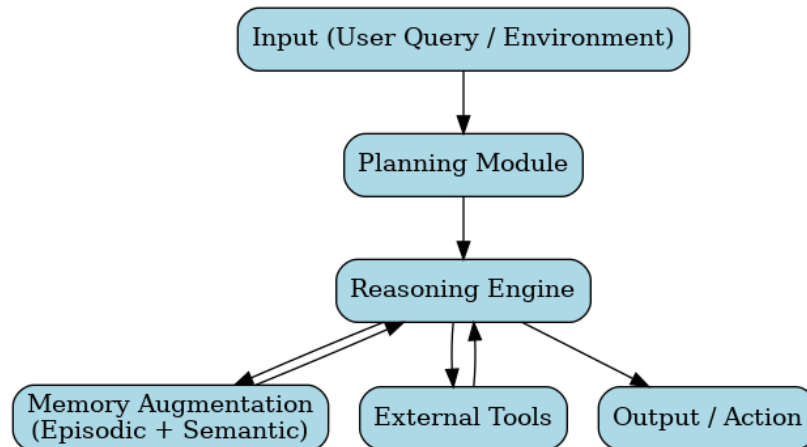 Input (User Query / Environment)
Planning Module
Reasoning Engine
Memory Augmentation
(Episodic + Semantic)
External Tools
Output / Action